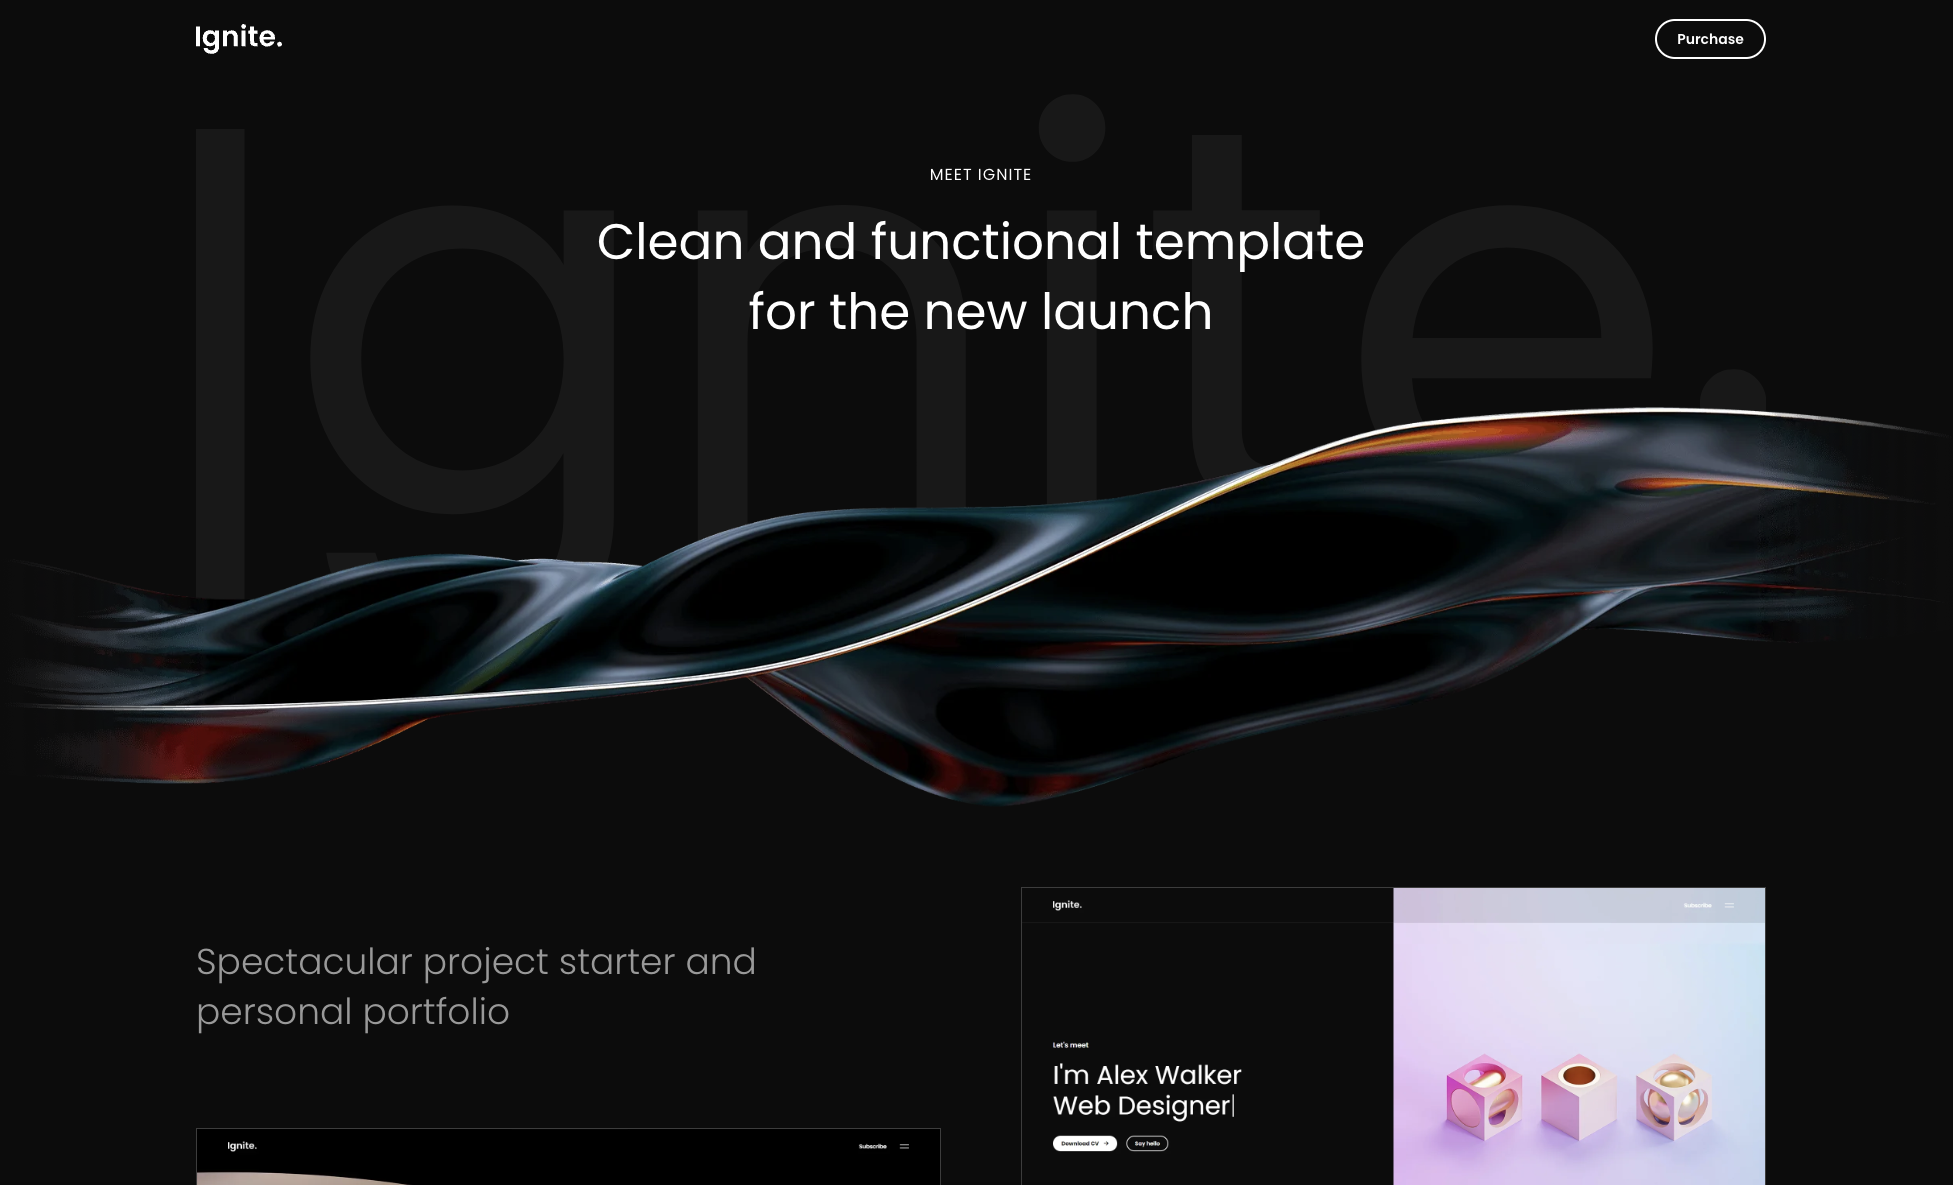 Ignite.
Purchase
Ignite.
MEET IGNITE
Clean and functional template
for the new launch
Spectacular project starter and
personal portfolio
Ignite.
Subscribe
Let's meet
I'm Alex Walker
Web Designer|
Download CV →
Say hello
Ignite.
Subscribe